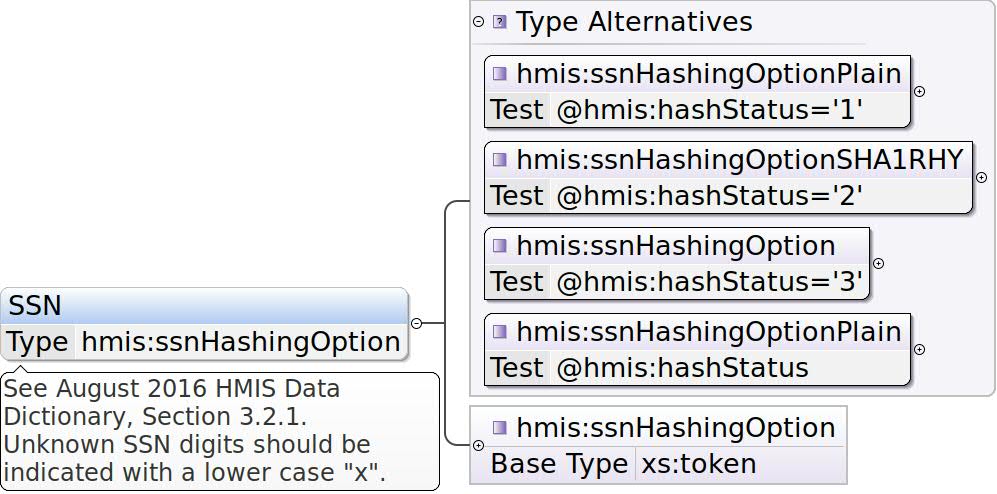 Type Alternatives
hmis:ssnHashingOptionPlain
Test @hmis:hashStatus='1'
hmis:ssnHashingOptionSHA1RHY
Test @hmis:hashStatus='2'
hmis:ssnHashingOption
Test @hmis:hashStatus='3'
hmis:ssnHashingOptionPlain
Test @hmis:hashStatus
SSN
Type hmis:ssnHashingOption
See August 2016 HMIS Data
Dictionary, Section 3.2.1.
Unknown SSN digits should be
indicated with a lower case "x".
hmis:ssnHashingOption
Base Type xs:token